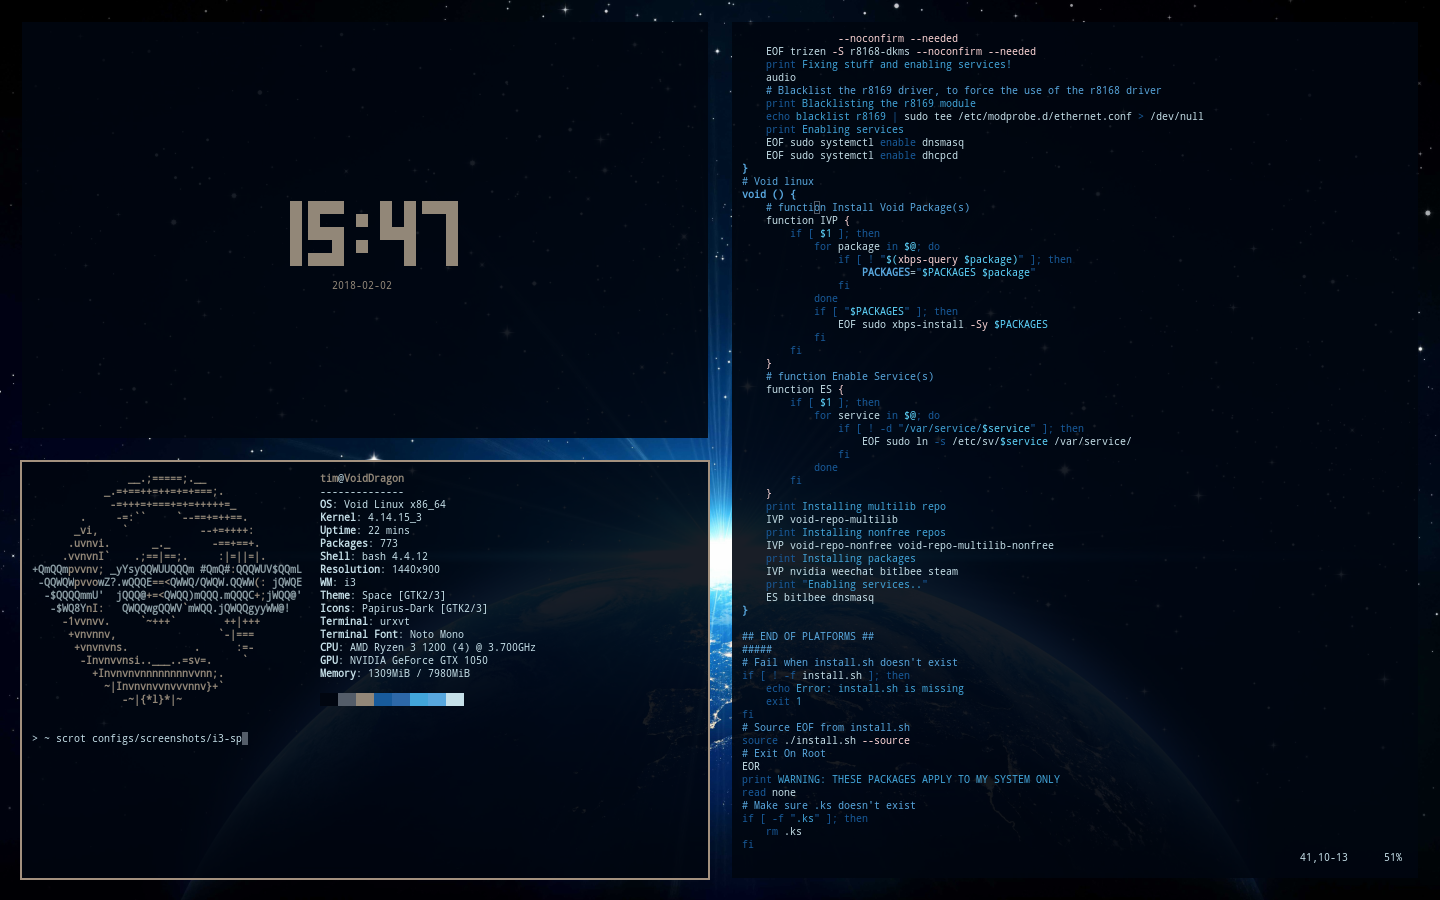 15:47
2018-02-02
__.;=====;.__
_.=+==++=++=+=+===;.
-=+++=+===+=+=+++++=_
.     -=:``     `--==+=++==.
_vi,    `            --+=++++:
.uvnvi.       _._       -==+==+.
.vvnvnI`    .;==|==;.     :|=||=|.
+QmQQmpvvnv; _yYsyQQWUUQQQm #QmQ#:QQQWUV$QQmL
-QQWQWpvvowZ?.wQQQE==<QWWQ/QWQW.QQWW(: jQWQE
-$QQQQmmU'  jQQQ@+=<QWQQ)mQQQ.mQQQC+;jWQQ@'
-$WQ8YnI:   QWQQwgQQWV`mWQQ.jQWQQgyyWW@!
-1vvnvv.     `~+++`        ++|+++
+vnvnnv,                 `-|===
+vnvnvns.           .      :=-
-Invnvvnsi..___..=sv=.     `
+Invnvnvnnnnnnnnvvnn;.
~|Invnvnvvnvvvnnv}+`
-~|{*l}*|~
tim@VoidDragon
--------------
OS: Void Linux x86_64
Kernel: 4.14.15_3
Uptime: 22 mins
Packages: 773
Shell: bash 4.4.12
Resolution: 1440x900
WM: i3
Theme: Space [GTK2/3]
Icons: Papirus-Dark [GTK2/3]
Terminal: urxvt
Terminal Font: Noto Mono
CPU: AMD Ryzen 3 1200 (4) @ 3.700GHz
GPU: NVIDIA GeForce GTX 1050
Memory: 1309MiB / 7980MiB
> ~ scrot configs/screenshots/i3-sp
--noconfirm --needed
EOF trizen -S r8168-dkms --noconfirm --needed
print Fixing stuff and enabling services!
audio
# Blacklist the r8169 driver, to force the use of the r8168 driver
print Blacklisting the r8169 module
echo blacklist r8169 | sudo tee /etc/modprobe.d/ethernet.conf > /dev/null
print Enabling services
EOF sudo systemctl enable dnsmasq
EOF sudo systemctl enable dhcpcd
}
# Void linux
void () {
# function Install Void Package(s)
function IVP {
if [ $1 ]; then
for package in $@; do
if [ ! "$(xbps-query $package)" ]; then
PACKAGES="$PACKAGES $package"
fi
done
if [ "$PACKAGES" ]; then
EOF sudo xbps-install -Sy $PACKAGES
fi
fi
}
# function Enable Service(s)
function ES {
if [ $1 ]; then
for service in $@; do
if [ ! -d "/var/service/$service" ]; then
EOF sudo ln -s /etc/sv/$service /var/service/
fi
done
fi
}
print Installing multilib repo
IVP void-repo-multilib
print Installing nonfree repos
IVP void-repo-nonfree void-repo-multilib-nonfree
print Installing packages
IVP nvidia weechat bitlbee steam
print "Enabling services.."
ES bitlbee dnsmasq
}
## END OF PLATFORMS ##
#####
# Fail when install.sh doesn't exist
if [ ! -f install.sh ]; then
echo Error: install.sh is missing
exit 1
fi
# Source EOF from install.sh
source ./install.sh --source
# Exit On Root
EOR
print WARNING: THESE PACKAGES APPLY TO MY SYSTEM ONLY
read none
# Make sure .ks doesn't exist
if [ -f ".ks" ]; then
rm .ks
fi
41,10-13      51%